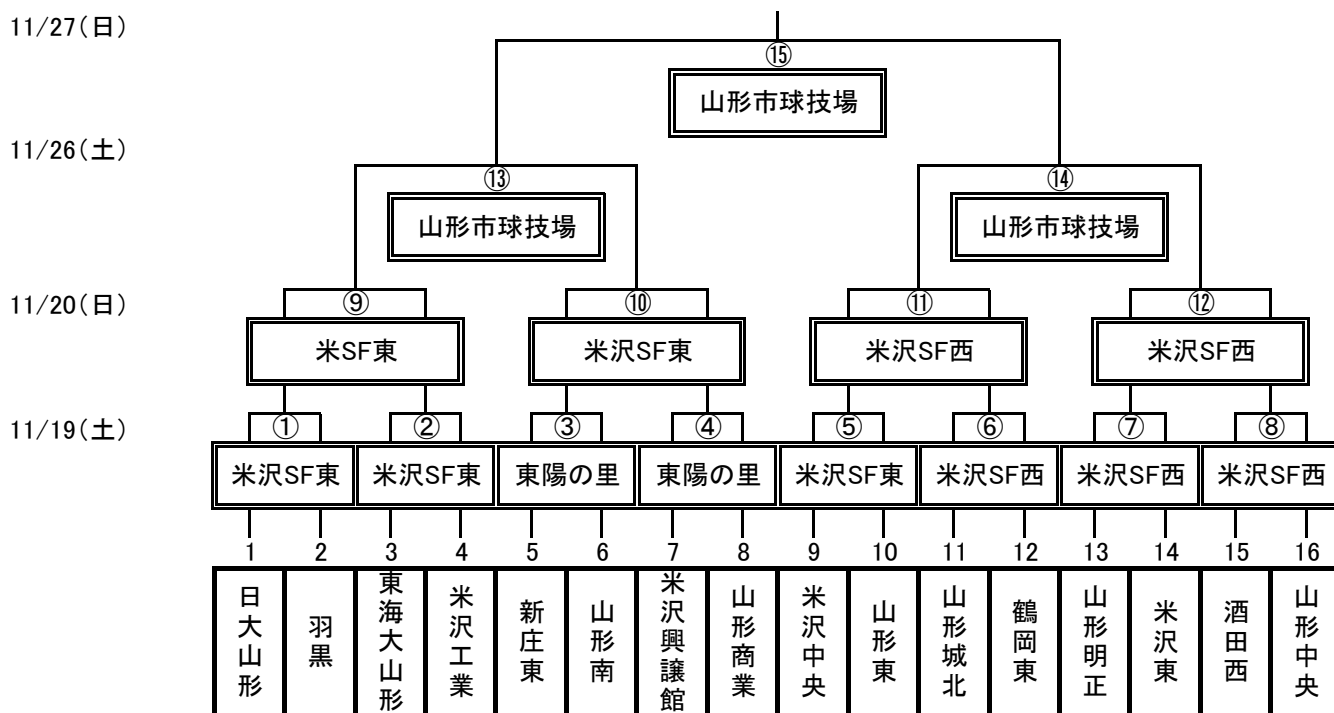 11/27(日)
⑮
山形市球技場
11/26(土)
⑬ ⑭
山形市球技場 山形市球技場
11/20(日) ⑨ ⑩ ⑪ ⑫
米SF東 米沢SF東 米沢SF西 米沢SF西
11/19(土) ① ② ③ ④ ⑤ ⑥ ⑦ ⑧
米沢SF東 米沢SF東 東陽の里 東陽の里 米沢SF東 米沢SF西 米沢SF西 米沢SF西
1 2 3 4 5 6 7 8 9 10 11 12 13 14 15 16
日大山形
羽黒
東海大山形
米沢工業
新庄東
山形南
米沢興譲館
山形商業
米沢中央
山形東
山形城北
鶴岡東
山形明正
米沢東
酒田西
山形中央